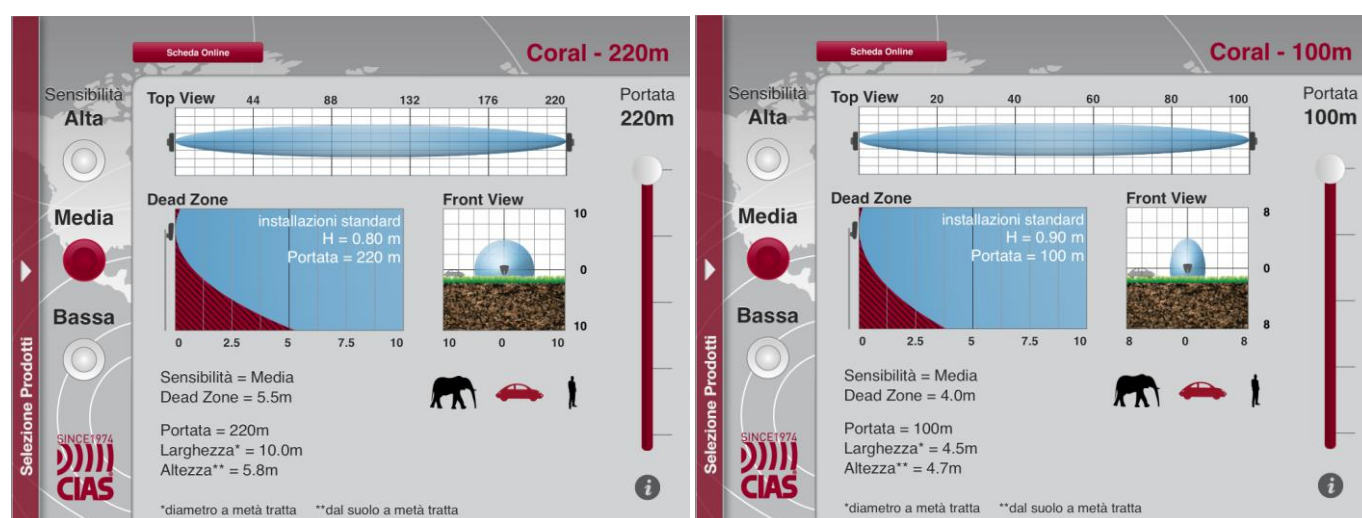 Scheda Online
Coral - 220m
Sensibilità
Alta
Media
Bassa
Top View 44 88 132 176 220
Portata
220m
Dead Zone
installazioni standard
H = 0.80 m
Portata = 220 m
0 2.5 5 7.5 10
Front View
10
0
10
10 0 10
Sensibilità = Media
Dead Zone = 5.5m
Portata = 220m
Larghezza* = 10.0m
Altezza** = 5.8m
*diametro a metà tratta **dal suolo a metà tratta
Selezione Prodotti
SINCE1974
CIAS
i
Scheda Online
Coral - 100m
Sensibilità
Alta
Media
Bassa
Top View 20 40 60 80 100
Portata
100m
Dead Zone
installazioni standard
H = 0.90 m
Portata = 100 m
0 2.5 5 7.5 10
Front View
8
0
8
8 0 8
Sensibilità = Media
Dead Zone = 4.0m
Portata = 100m
Larghezza* = 4.5m
Altezza** = 4.7m
*diametro a metà tratta **dal suolo a metà tratta
Selezione Prodotti
SINCE1974
CIAS
i